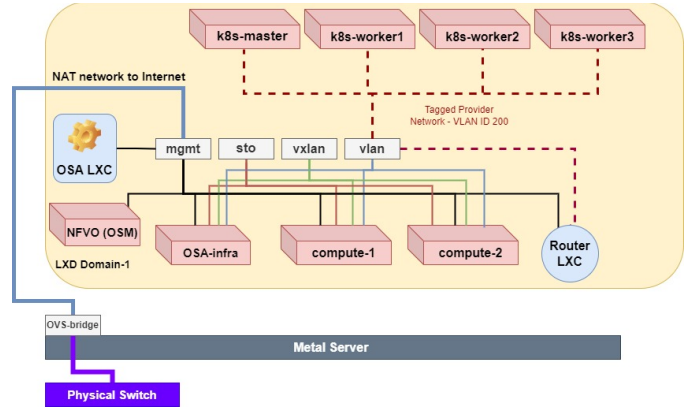 k8s-master
k8s-worker1
k8s-worker2
k8s-worker3
NAT network to Internet
Tagged Provider
Network - VLAN ID 200
OSA LXC
mgmt
sto
vxlan
vlan
NFVO (OSM)
OSA-infra
compute-1
compute-2
Router
LXC
LXD Domain-1
OVS-bridge
Metal Server
Physical Switch